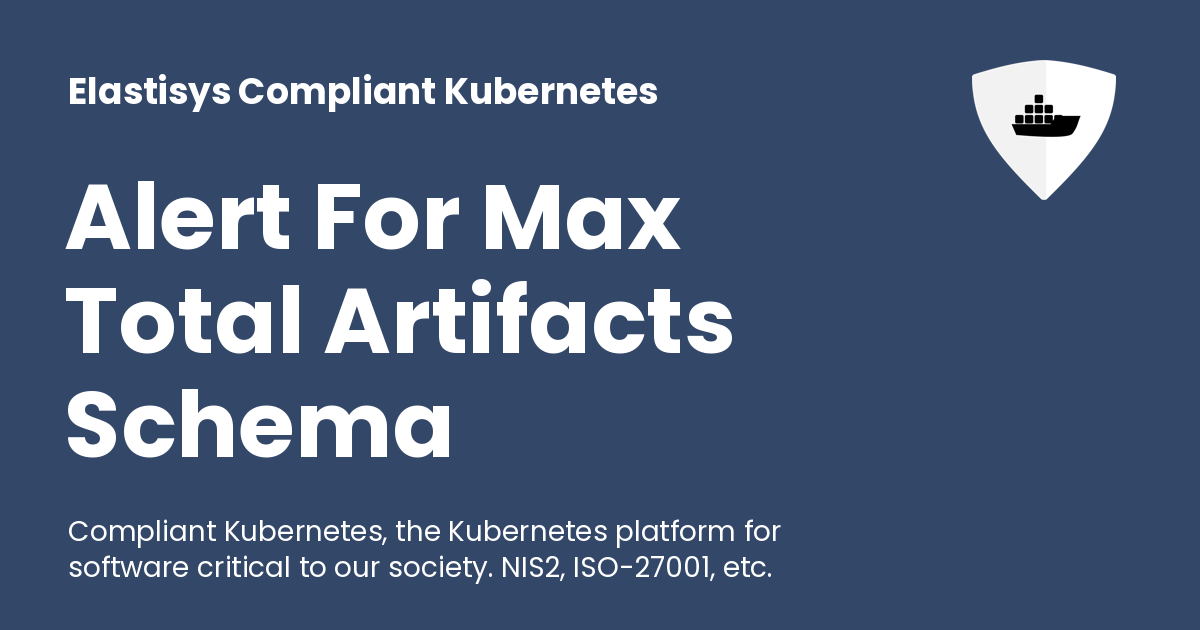 Elastisys Compliant Kubernetes
Alert For Max
Total Artifacts
Schema
Compliant Kubernetes, the Kubernetes platform for
software critical to our society. NIS2, ISO-27001, etc.